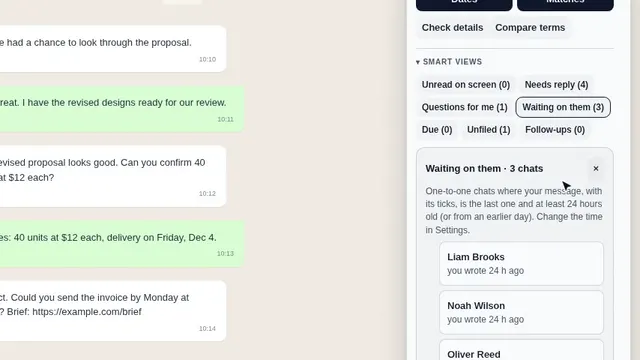 e had a chance to look through the proposal.
10:10
reat. I have the revised designs ready for our review.
10:11
evised proposal looks good. Can you confirm 40
at $12 each?
10:12
es: 40 units at $12 each, delivery on Friday, Dec 4.
10:13
ct. Could you send the invoice by Monday at
? Brief: https://example.com/brief
10:14
Dates Matches
Check details Compare terms
▾ SMART VIEWS
Unread on screen (0) Needs reply (4)
Questions for me (1) Waiting on them (3)
Due (0) Unfiled (1) Follow-ups (0)
Waiting on them · 3 chats ×
One-to-one chats where your message, with
its ticks, is the last one and at least 24 hours
old (or from an earlier day). Change the time
in Settings.
Liam Brooks
you wrote 24 h ago
Noah Wilson
you wrote 24 h ago
Oliver Reed